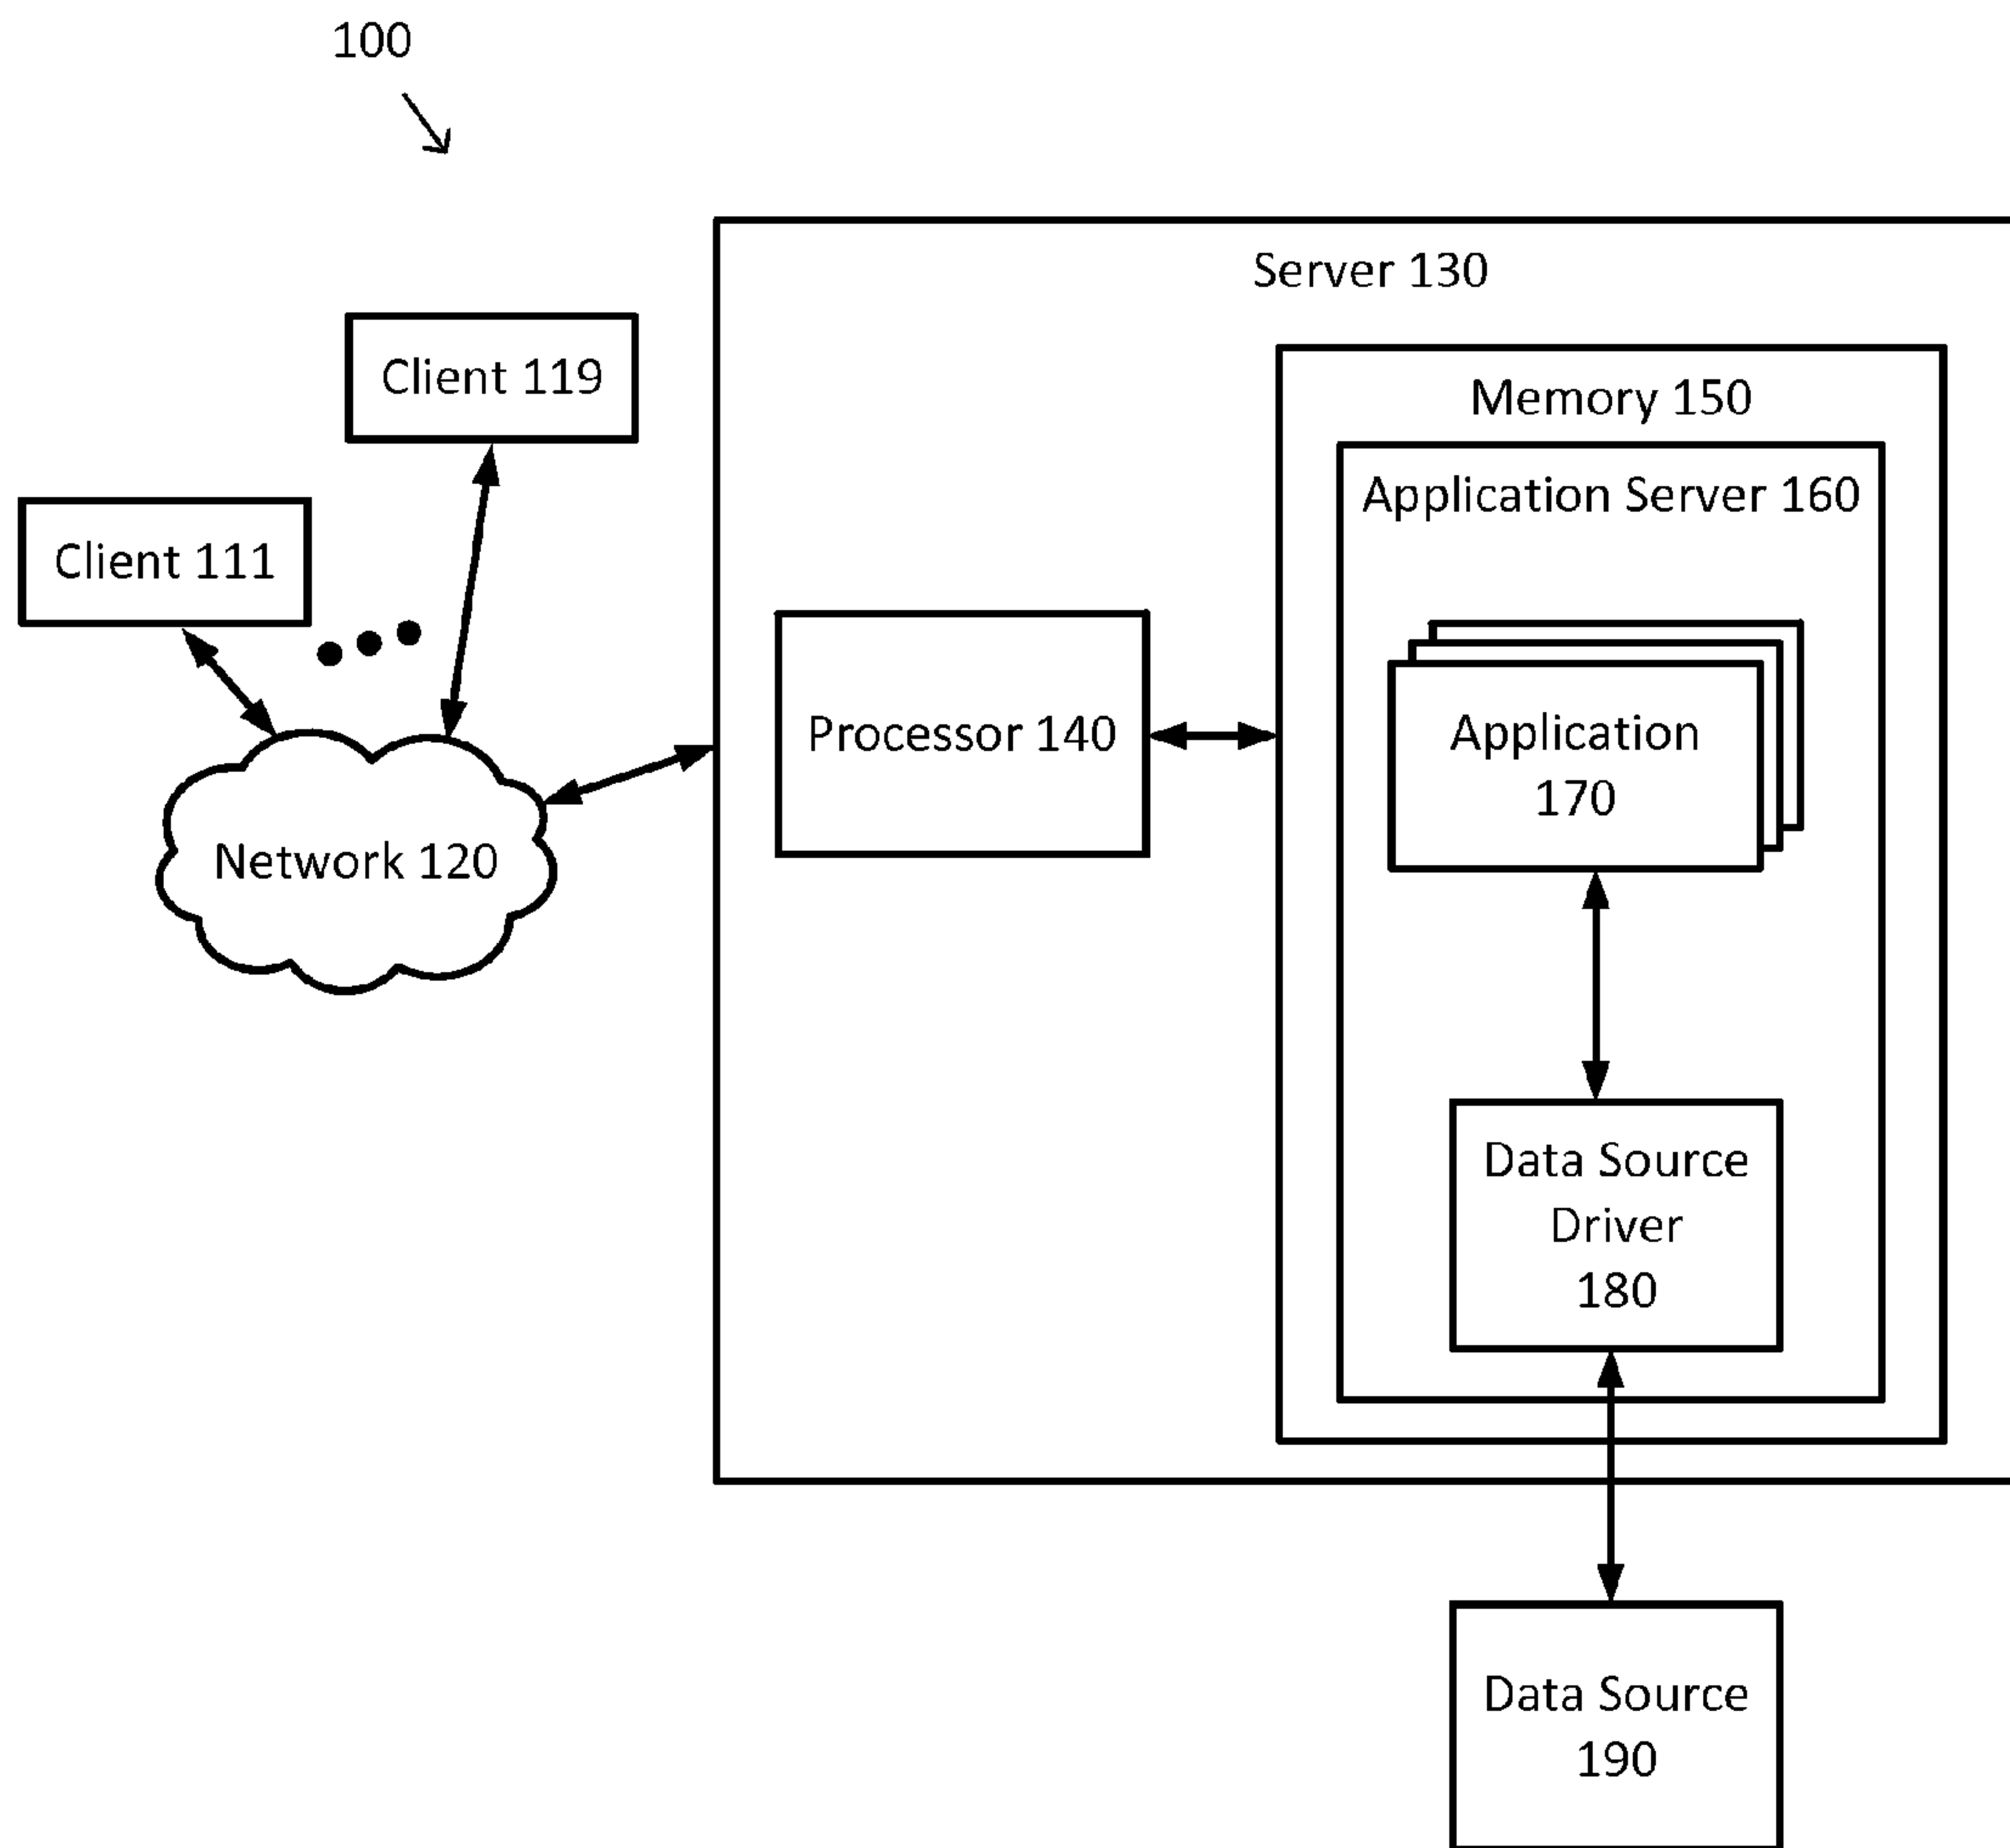 100
Server 130
Client 119
Memory 150
Application Server 160
Client 111
Processor 140
Application
170
Network 120
Data Source
Driver
180
Data Source
190